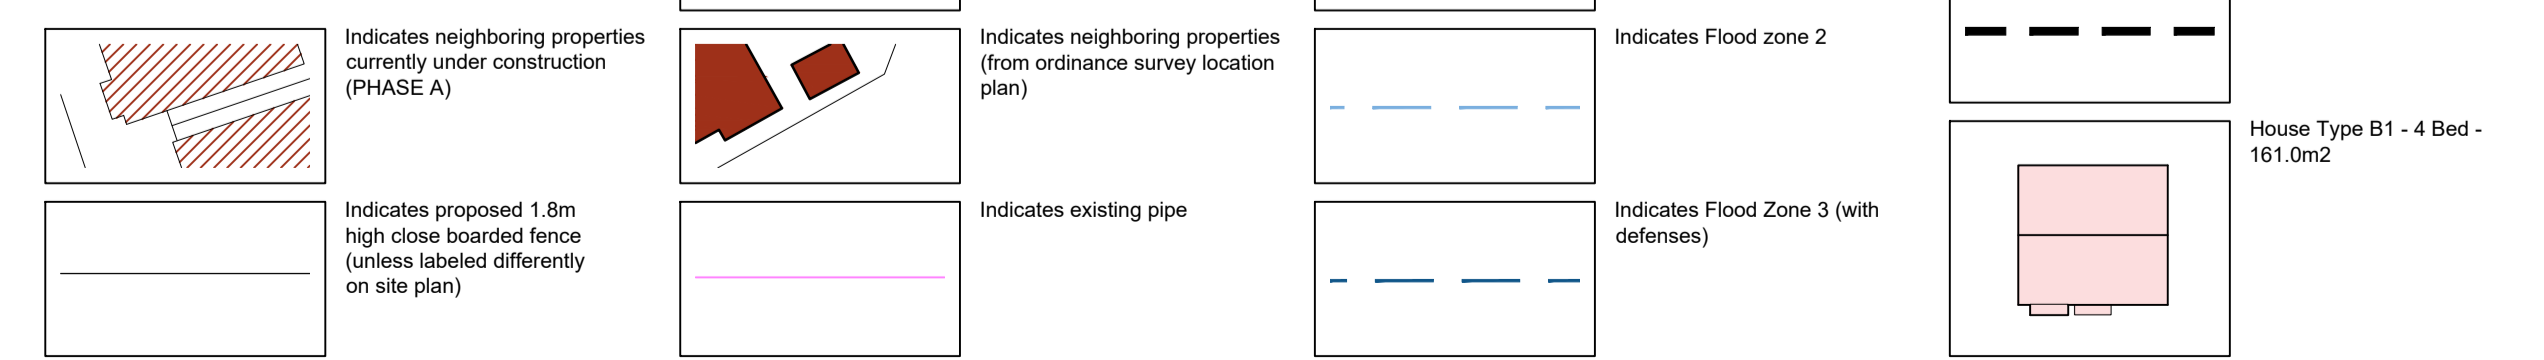 Indicates neighboring properties
currently under construction
(PHASE A)
Indicates neighboring properties
(from ordinance survey location
plan)
Indicates Flood zone 2
House Type B1 - 4 Bed -
161.0m2
Indicates proposed 1.8m
high close boarded fence
(unless labeled differently
on site plan)
Indicates existing pipe
Indicates Flood Zone 3 (with
defenses)